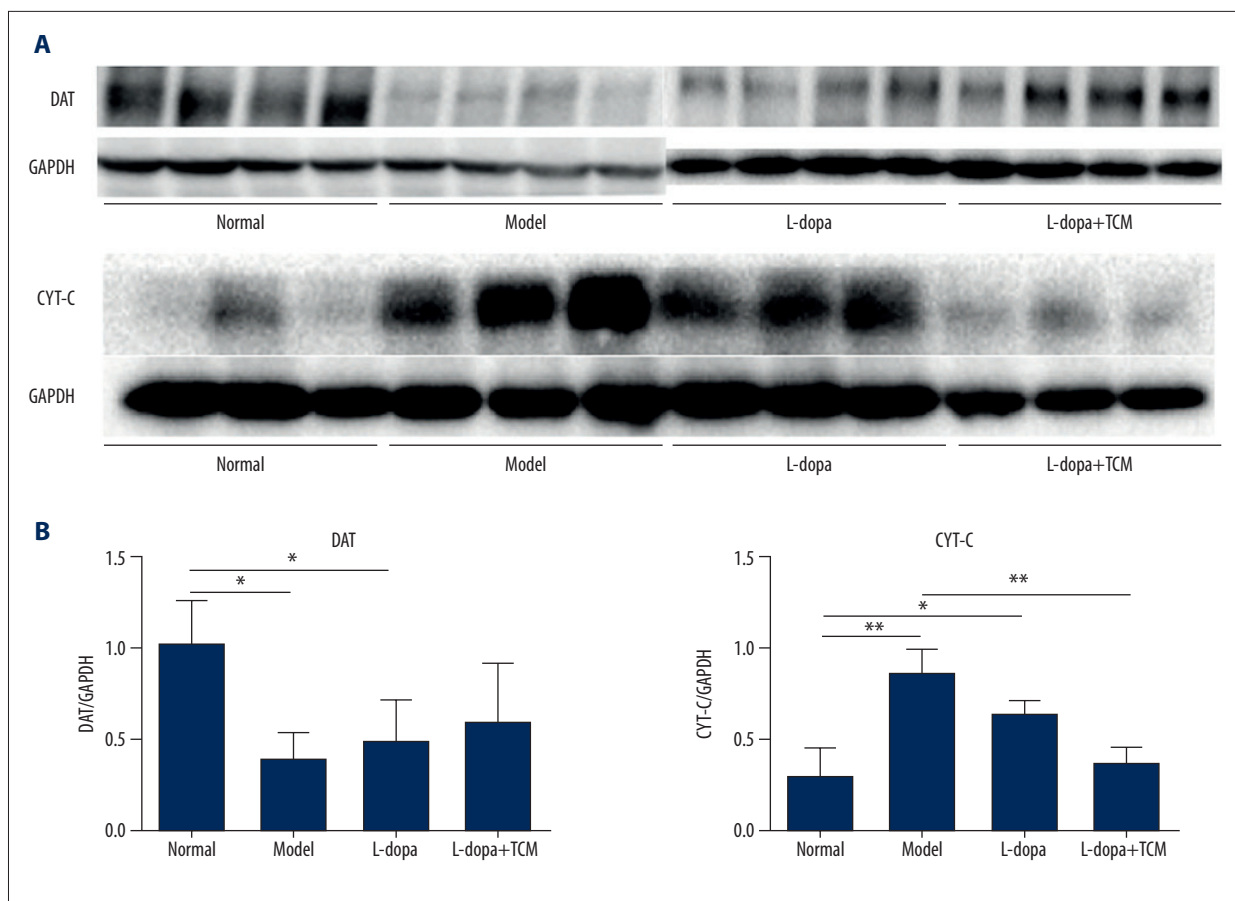 A
DAT
GAPDH
Normal Model L-dopa L-dopa+TCM
CYT-C
GAPDH
Normal Model L-dopa L-dopa+TCM
B
DAT
DAT/GAPDH
1.5
1.0
0.5
0.0
*
*
Normal Model L-dopa L-dopa+TCM
CYT-C
CYT-C/GAPDH
1.5
1.0
0.5
0.0
**
*
**
Normal Model L-dopa L-dopa+TCM